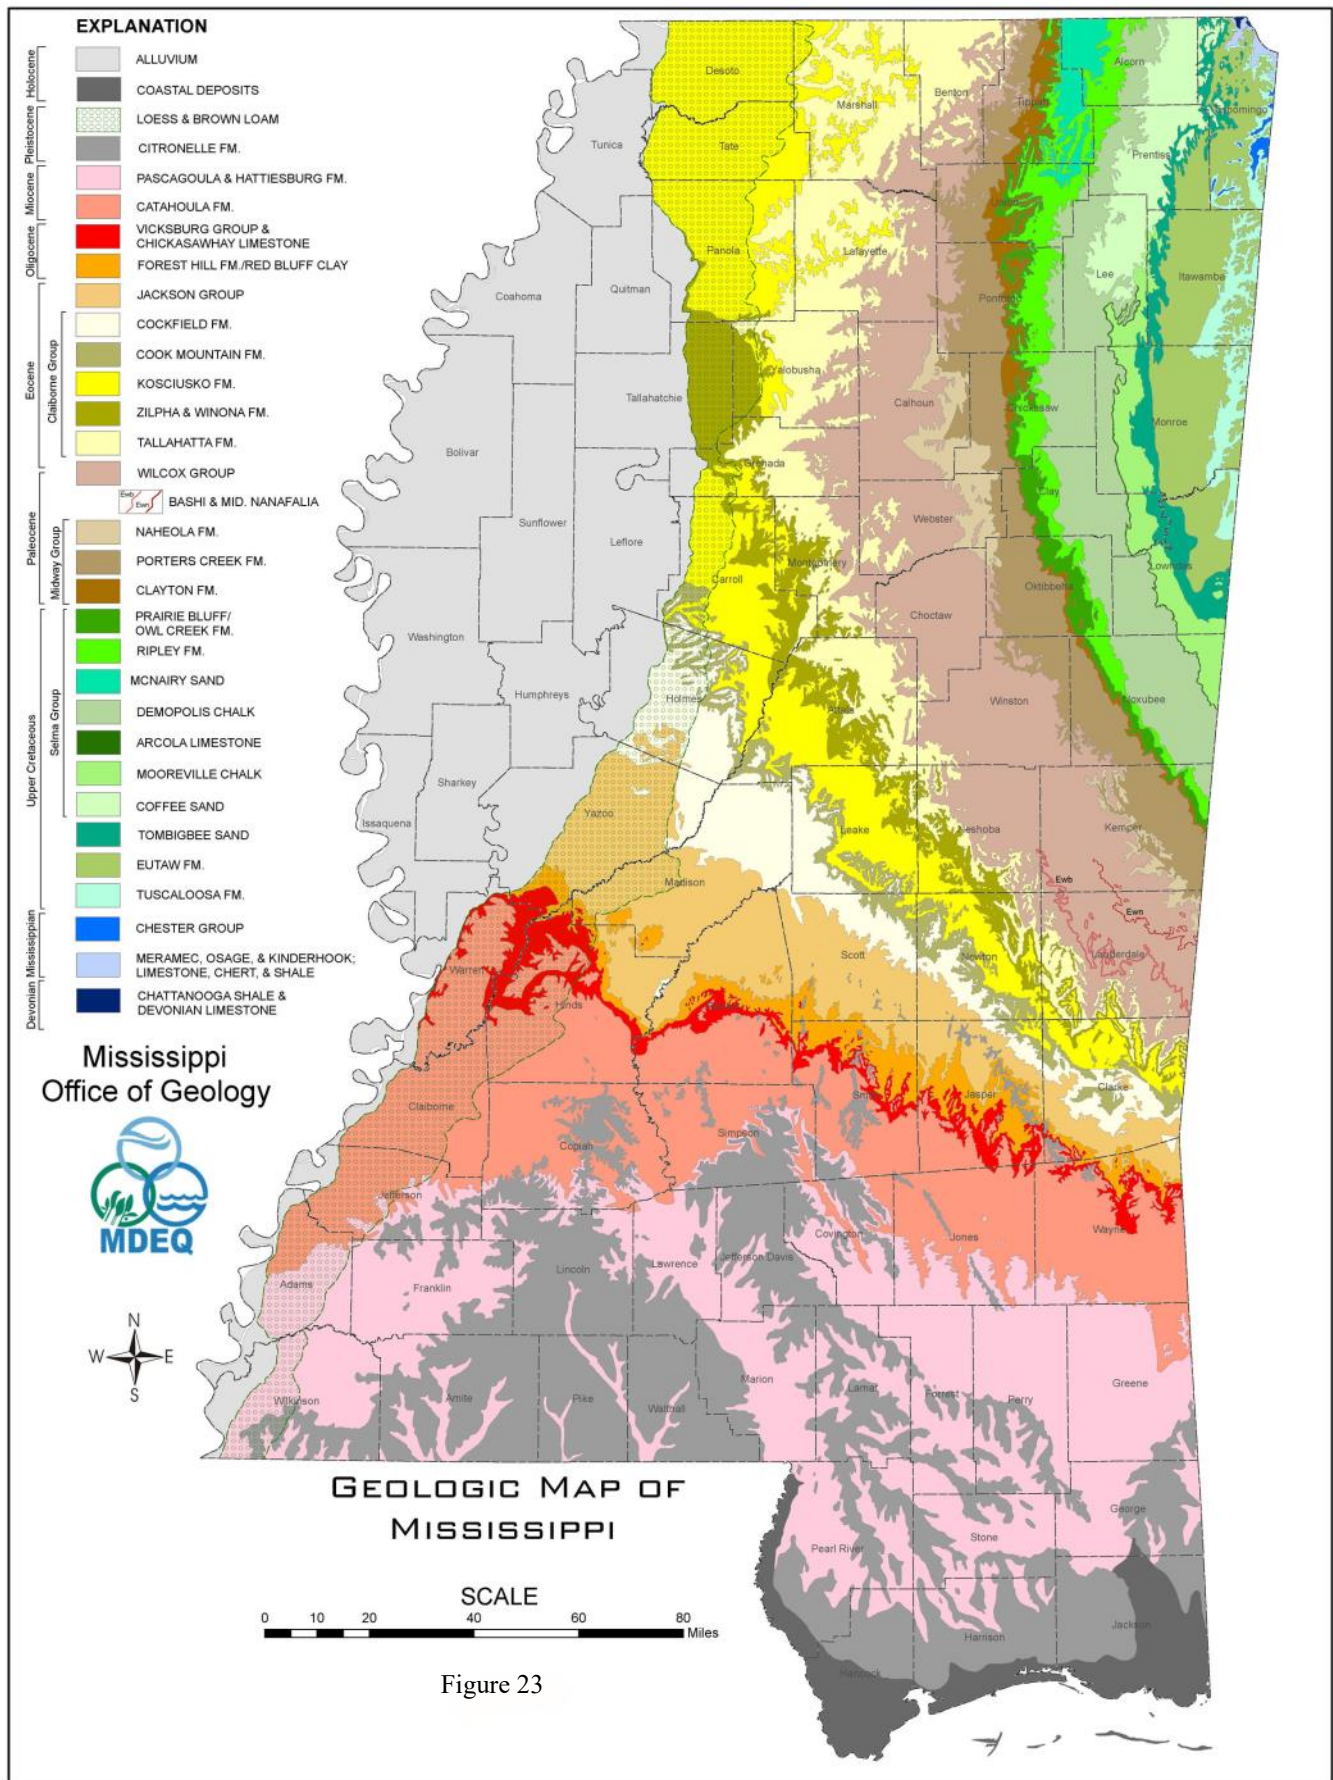 EXPLANATION
Holocene
ALLUVIUM
COASTAL DEPOSITS
Pleistocene
LOESS & BROWN LOAM
CITRONELLE FM.
Miocene
PASCAGOULA & HATTIESBURG FM.
CATAHOULA FM.
Oligocene
VICKSBURG GROUP &
CHICKASAWHAY LIMESTONE
FOREST HILL FM./RED BLUFF CLAY
Eocene
JACKSON GROUP
Claiborne Group
COCKFIELD FM.
COOK MOUNTAIN FM.
KOSCIUSKO FM.
ZILPHA & WINONA FM.
TALLAHATTA FM.
WILCOX GROUP
Ewb
Ewn
BASHI & MID. NANAFALIA
Paleocene
Midway Group
NAHEOLA FM.
PORTERS CREEK FM.
CLAYTON FM.
Upper Cretaceous
Selma Group
PRAIRIE BLUFF/
OWL CREEK FM.
RIPLEY FM.
MCNAIRY SAND
DEMOPOLIS CHALK
ARCOLA LIMESTONE
MOOREVILLE CHALK
COFFEE SAND
TOMBIGBEE SAND
EUTAW FM.
TUSCALOOSA FM.
Mississippian
CHESTER GROUP
MERAMEC, OSAGE, & KINDERHOOK;
LIMESTONE, CHERT, & SHALE
Devonian
CHATTANOOGA SHALE &
DEVONIAN LIMESTONE
Mississippi
Office of Geology
MDEQ
N
W E
S
Desoto
Marshall
Benton
Tippah
Alcorn
Tunica
Tate
Prentiss
Union
Panola
Lafayette
Lee
Itawamba
Coahoma
Quitman
Pontotoc
Tallahatchie
Yalobusha
Calhoun
Chickasaw
Monroe
Bolivar
Grenada
Clay
Sunflower
Leflore
Webster
Montgomery
Carroll
Lowndes
Oktibbeha
Choctaw
Washington
Humphreys
Holmes
Attala
Winston
Noxubee
Sharkey
Issaquena
Yazoo
Leake
Neshoba
Kemper
Madison
Ewb
Ewn
Warren
Hinds
Scott
Newton
Lauderdale
Claiborne
Smith
Jasper
Clarke
Copiah
Simpson
Jefferson
Covington
Jones
Wayne
Adams
Franklin
Lincoln
Lawrence
Jefferson Davis
Wilkinson
Amite
Pike
Walthall
Marion
Lamar
Forrest
Perry
Greene
George
Pearl River
Stone
Harrison
Jackson
Hancock
GEOLOGIC MAP OF
MISSISSIPPI
SCALE
0 10 20 40 60 80
Miles
Figure 23